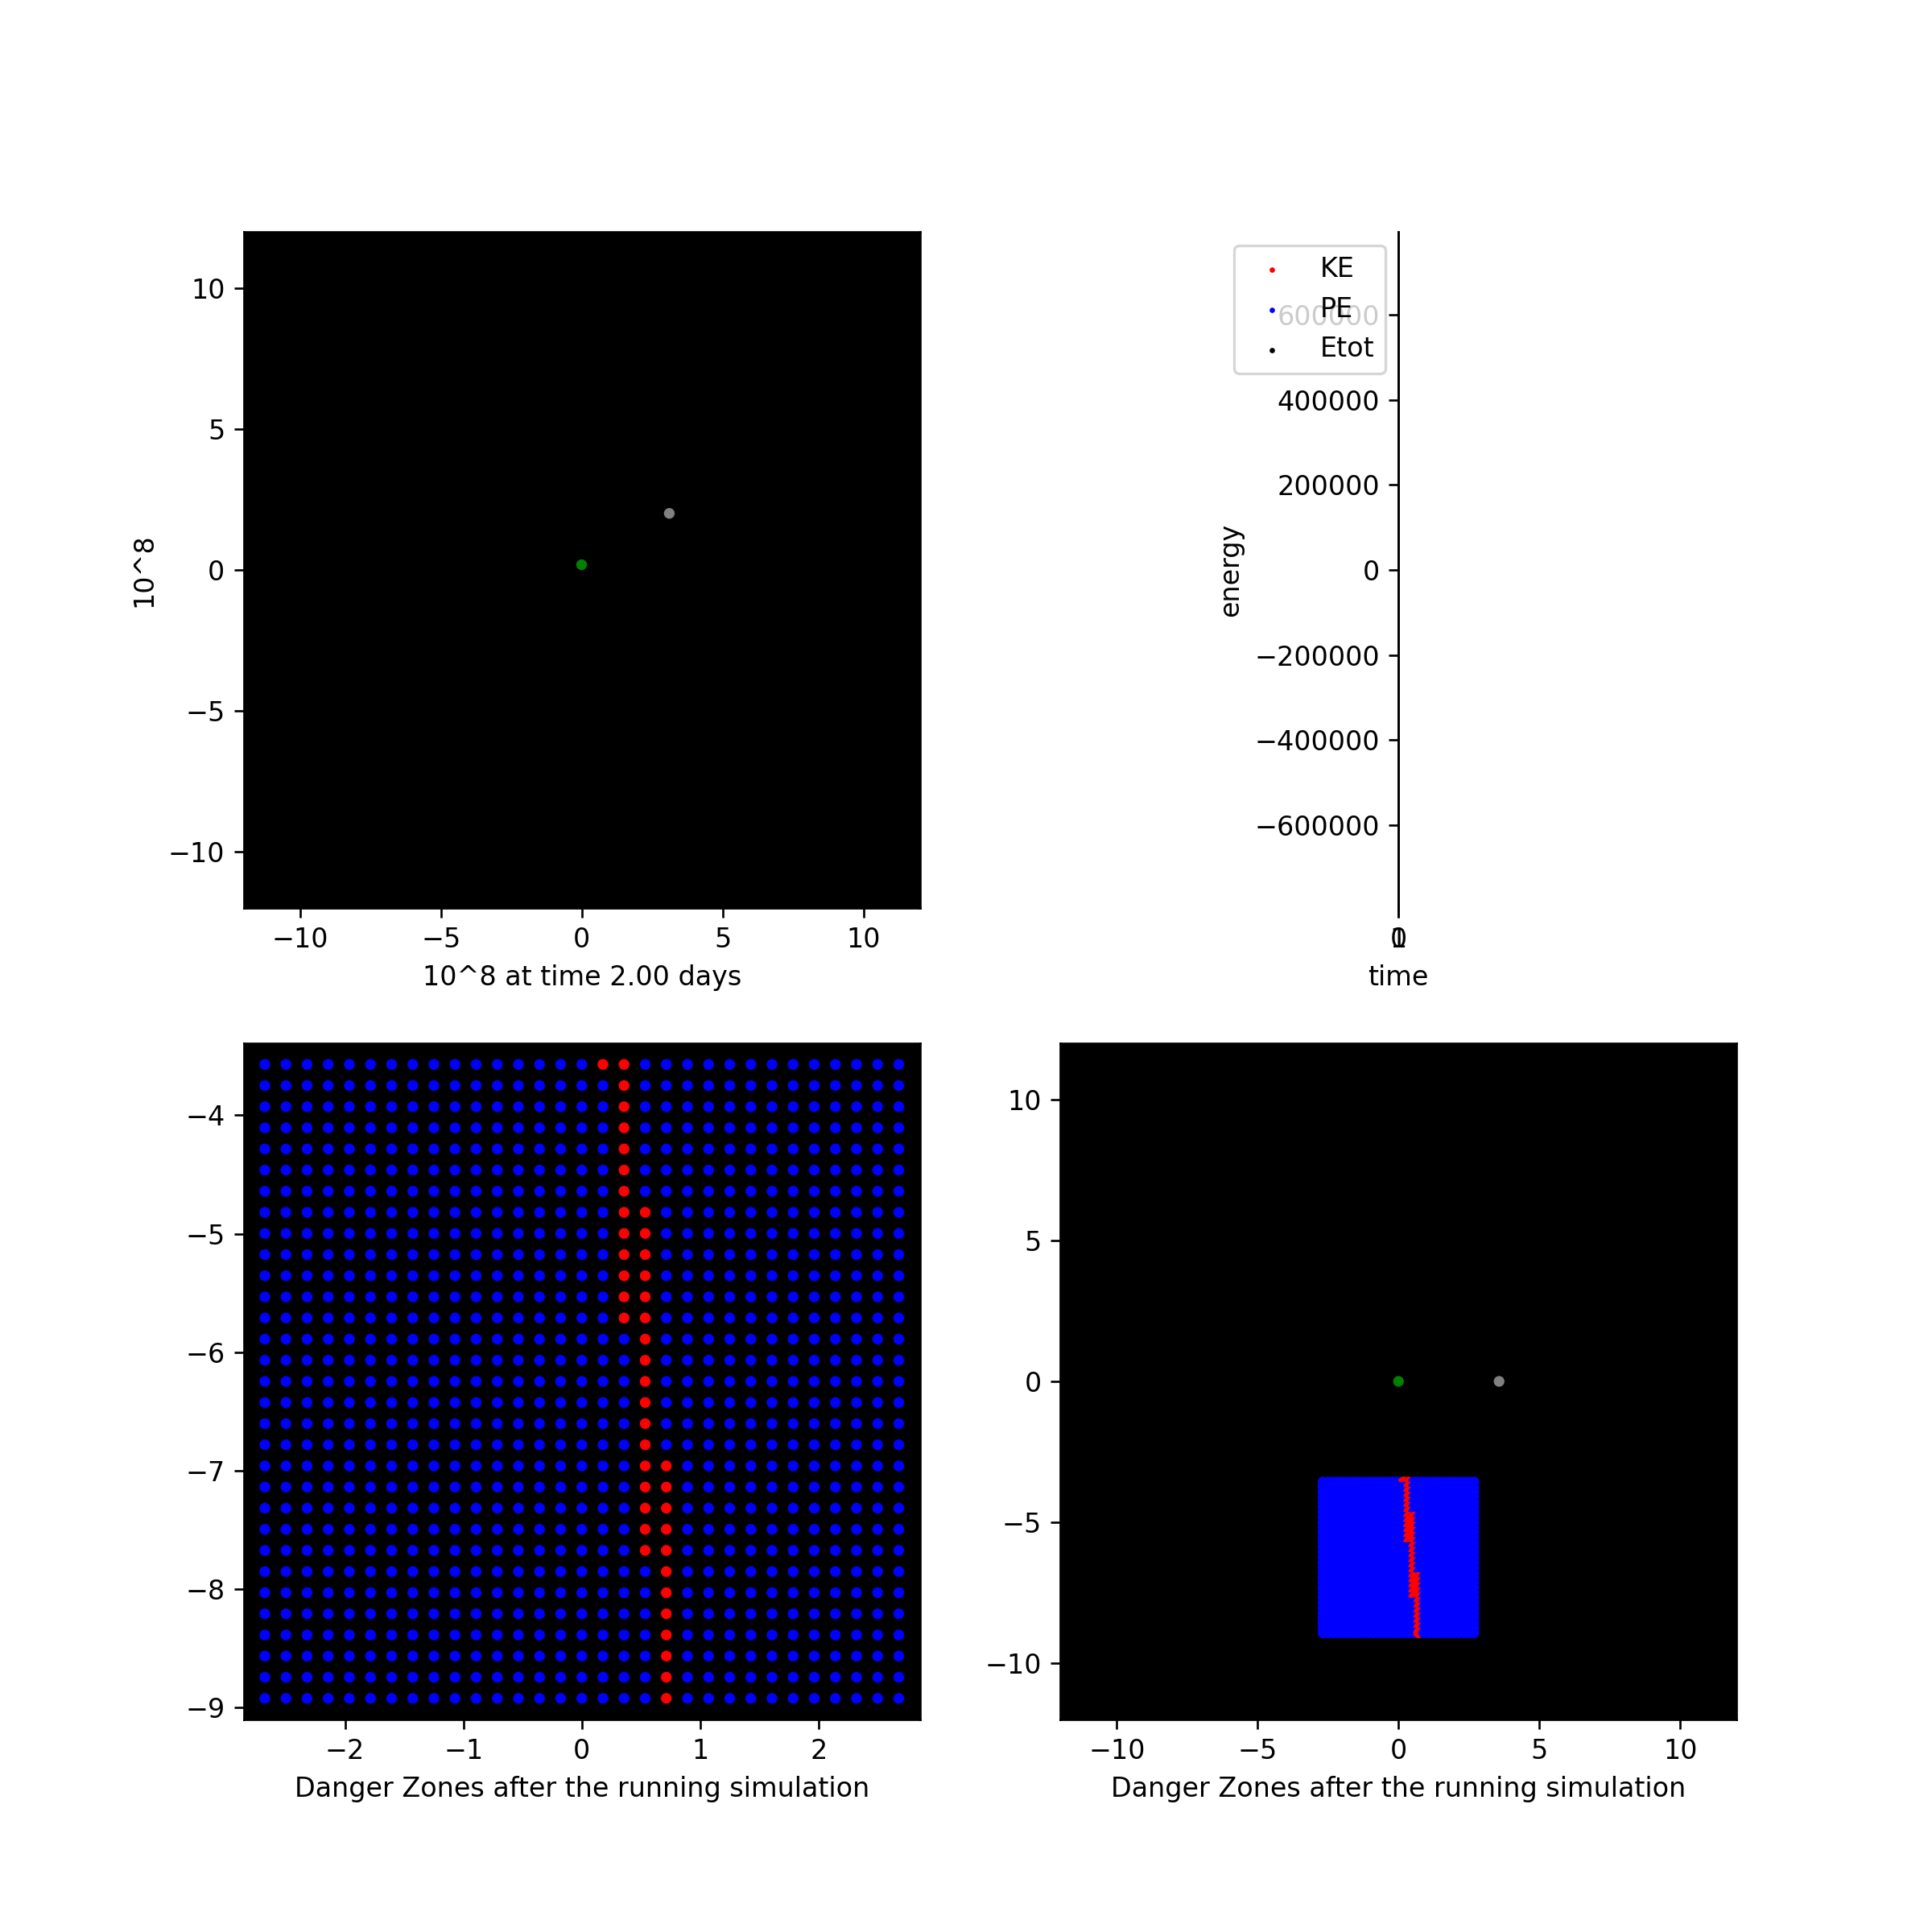 10
5
0
−5
−10
10^8
−10 −5 0 5 10
10^8 at time 2.00 days
KE
PE
Etot
600000
400000
200000
0
−200000
−400000
−600000
energy
0
1
time
−4
−5
−6
−7
−8
−9
−2 −1 0 1 2
Danger Zones after the running simulation
10
5
0
−5
−10
−10 −5 0 5 10
Danger Zones after the running simulation